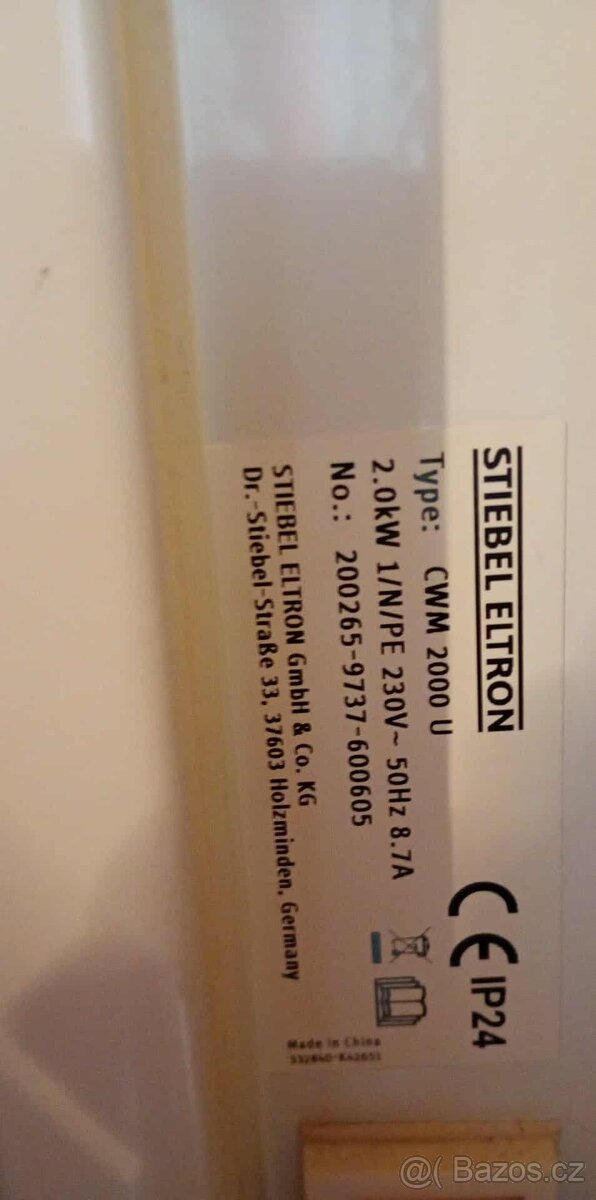 STIEBEL ELTRON
Type: CWM 2000 U
2.0kW 1/N/PE 230V~ 50Hz 8.7A
No.: 200265-9737-600605
STIEBEL ELTRON GmbH & Co. KG
Dr.-Stiebel-Straße 33, 37603 Holzminden, Germany
CE IP24
Made in China
@( Bazos.cz